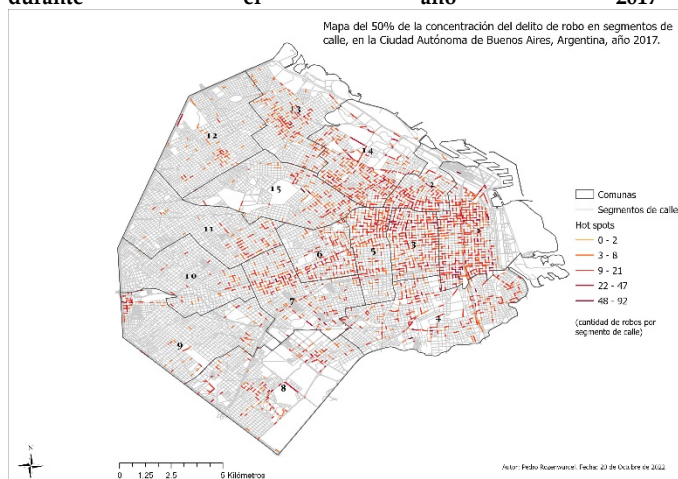 durante el año 2017
Mapa del 50% de la concentración del delito de robo en segmentos de
calle, en la Ciudad Autónoma de Buenos Aires, Argentina, año 2017.
13
12
14
2
15
1
11
6
5
3
10
7
4
9
8
Comunas
Segmentos de calle
Hot spots
0 - 2
3 - 8
9 - 21
22 - 47
48 - 92
(cantidad de robos por
segmento de calle)
N
0 1.25 2.5 5 Kilómetros
Autor: Pedro Rozenwurcel. Fecha: 20 de Octubre de 2022